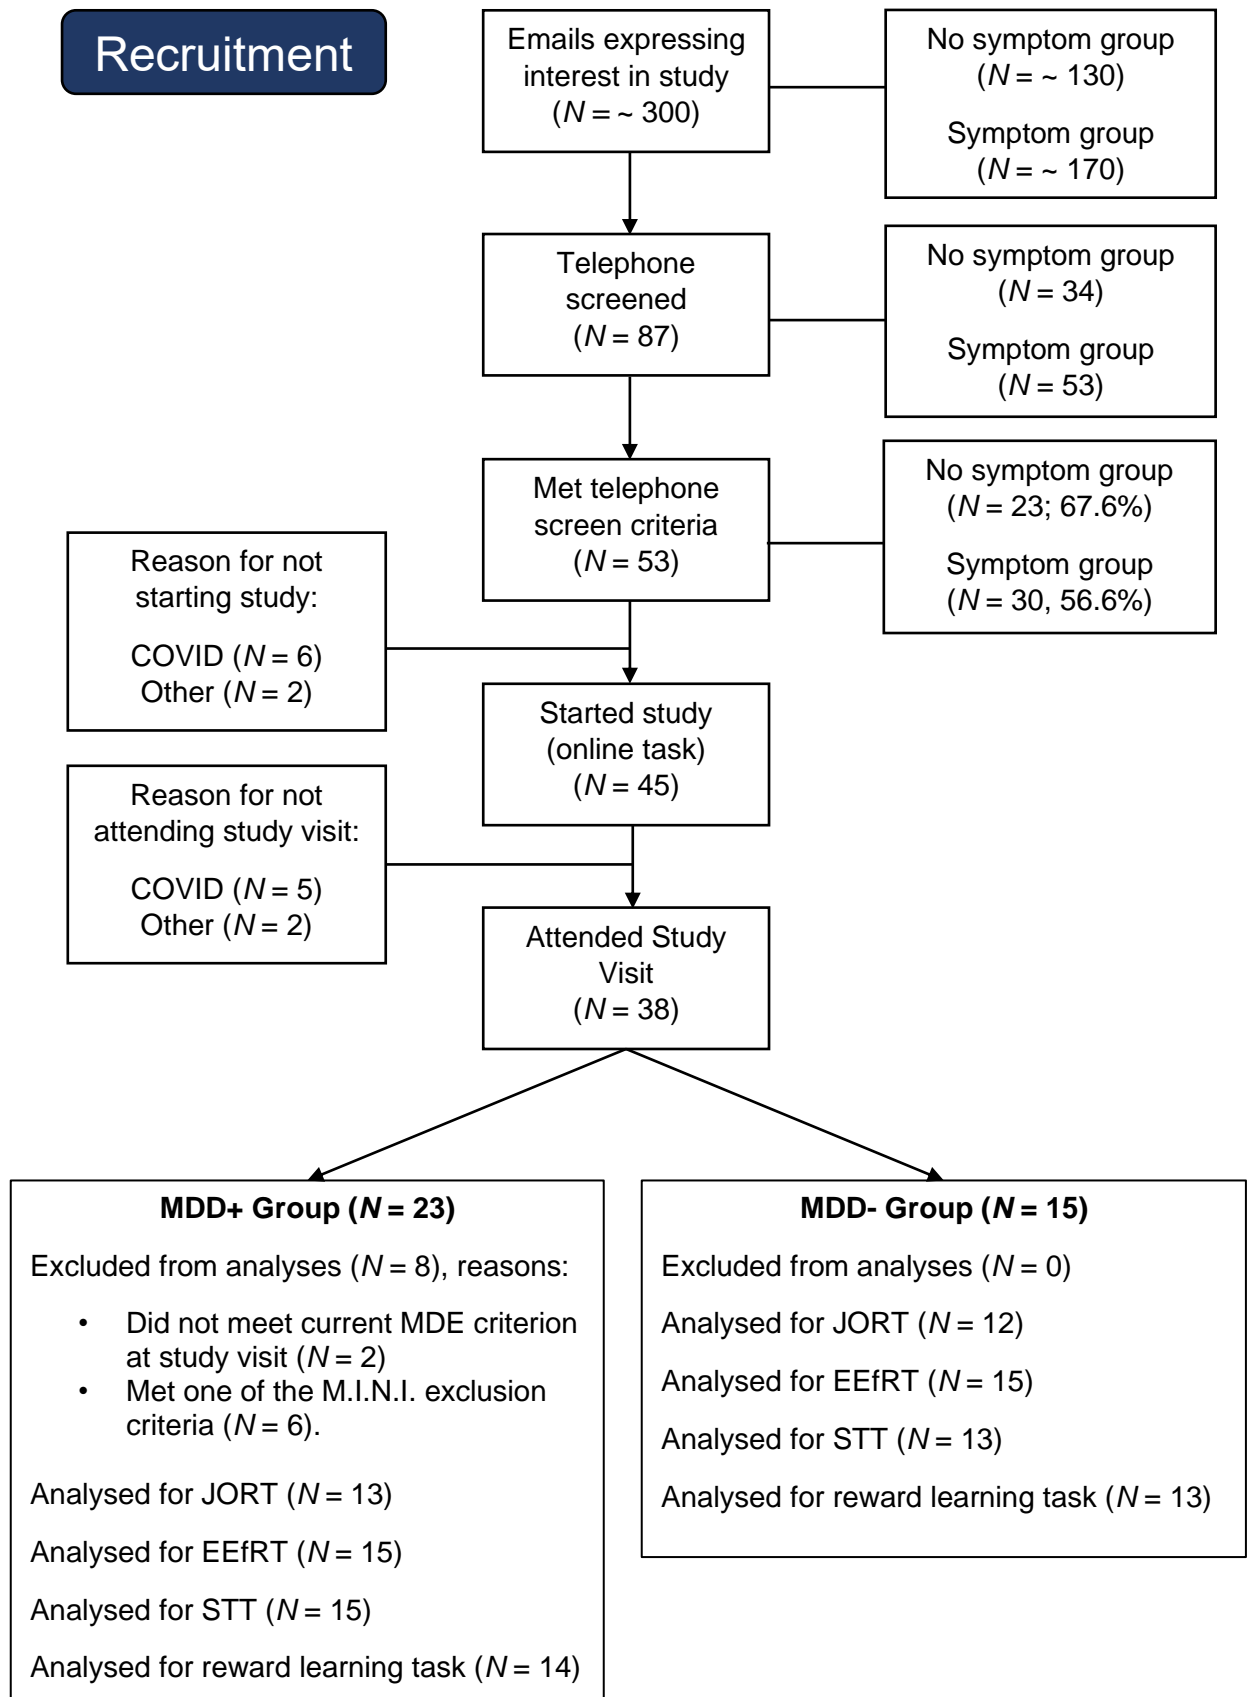 Recruitment
Emails expressing
interest in study
(N = ~ 300)
No symptom group
(N = ~ 130)
Symptom group
(N = ~ 170)
Telephone
screened
(N = 87)
No symptom group
(N = 34)
Symptom group
(N = 53)
Met telephone
screen criteria
(N = 53)
No symptom group
(N = 23; 67.6%)
Symptom group
(N = 30, 56.6%)
Reason for not
starting study:
COVID (N = 6)
Other (N = 2)
Started study
(online task)
(N = 45)
Reason for not
attending study visit:
COVID (N = 5)
Other (N = 2)
Attended Study
Visit
(N = 38)
MDD+ Group (N = 23)
Excluded from analyses (N = 8), reasons:
• Did not meet current MDE criterion
at study visit (N = 2)
• Met one of the M.I.N.I. exclusion
criteria (N = 6).
Analysed for JORT (N = 13)
Analysed for EEfRT (N = 15)
Analysed for STT (N = 15)
Analysed for reward learning task (N = 14)
MDD- Group (N = 15)
Excluded from analyses (N = 0)
Analysed for JORT (N = 12)
Analysed for EEfRT (N = 15)
Analysed for STT (N = 13)
Analysed for reward learning task (N = 13)